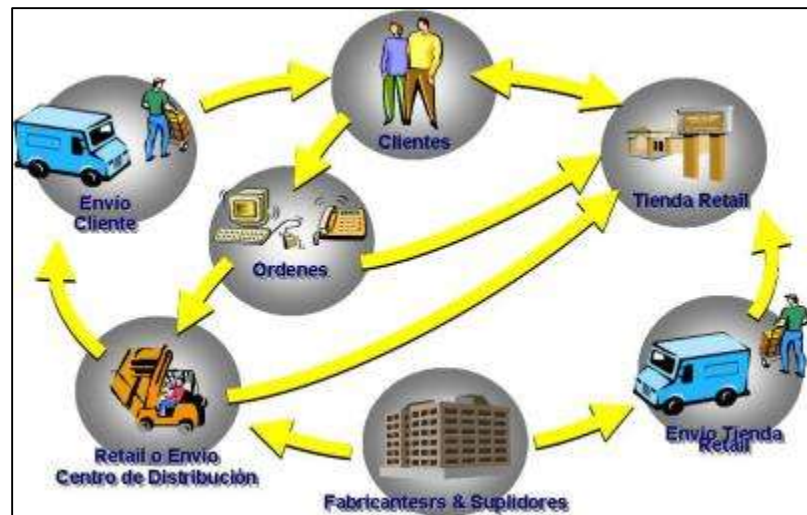 Clientes
Envío
Cliente
Tienda Retail
Ordenes
Retail o Envío
Centro de Distribución
Envío Tienda
Retail
Fabricantesrs & Suplidores